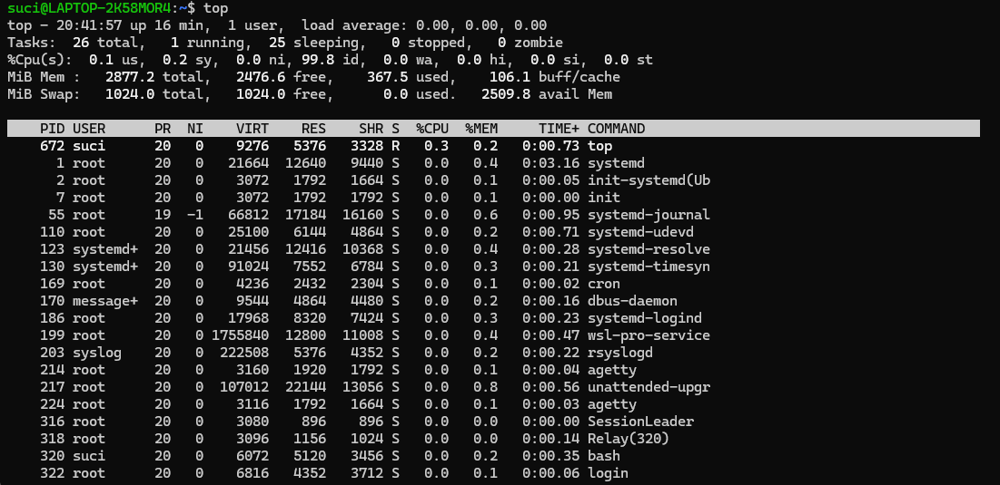 suci@LAPTOP-2K58MOR4:~$ top
top - 20:41:57 up 16 min,  1 user,  load average: 0.00, 0.00, 0.00
Tasks:  26 total,   1 running,  25 sleeping,   0 stopped,   0 zombie
%Cpu(s):  0.1 us,  0.2 sy,  0.0 ni, 99.8 id,  0.0 wa,  0.0 hi,  0.0 si,  0.0 st
MiB Mem :   2877.2 total,   2476.6 free,    367.5 used,    106.1 buff/cache
MiB Swap:   1024.0 total,   1024.0 free,      0.0 used.   2509.8 avail Mem
    PID USER      PR  NI    VIRT    RES    SHR S  %CPU  %MEM     TIME+ COMMAND
    672 suci      20   0    9276   5376   3328 R   0.3   0.2   0:00.73 top
      1 root      20   0   21664  12640   9440 S   0.0   0.4   0:03.16 systemd
      2 root      20   0    3072   1792   1664 S   0.0   0.1   0:00.05 init-systemd(Ub
      7 root      20   0    3072   1792   1792 S   0.0   0.1   0:00.00 init
     55 root      19  -1   66812  17184  16160 S   0.0   0.6   0:00.95 systemd-journal
    110 root      20   0   25100   6144   4864 S   0.0   0.2   0:00.71 systemd-udevd
    123 systemd+  20   0   21456  12416  10368 S   0.0   0.4   0:00.28 systemd-resolve
    130 systemd+  20   0   91024   7552   6784 S   0.0   0.3   0:00.21 systemd-timesyn
    169 root      20   0    4236   2432   2304 S   0.0   0.1   0:00.02 cron
    170 message+  20   0    9544   4864   4480 S   0.0   0.2   0:00.16 dbus-daemon
    186 root      20   0   17968   8320   7424 S   0.0   0.3   0:00.23 systemd-logind
    199 root      20   0 1755840  12800  11008 S   0.0   0.4   0:00.47 wsl-pro-service
    203 syslog    20   0  222508   5376   4352 S   0.0   0.2   0:00.22 rsyslogd
    214 root      20   0    3160   1920   1792 S   0.0   0.1   0:00.04 agetty
    217 root      20   0  107012  22144  13056 S   0.0   0.8   0:00.56 unattended-upgr
    224 root      20   0    3116   1792   1664 S   0.0   0.1   0:00.03 agetty
    316 root      20   0    3080    896    896 S   0.0   0.0   0:00.00 SessionLeader
    318 root      20   0    3096   1156   1024 S   0.0   0.0   0:00.14 Relay(320)
    320 suci      20   0    6072   5120   3456 S   0.0   0.2   0:00.35 bash
    322 root      20   0    6816   4352   3712 S   0.0   0.1   0:00.06 login